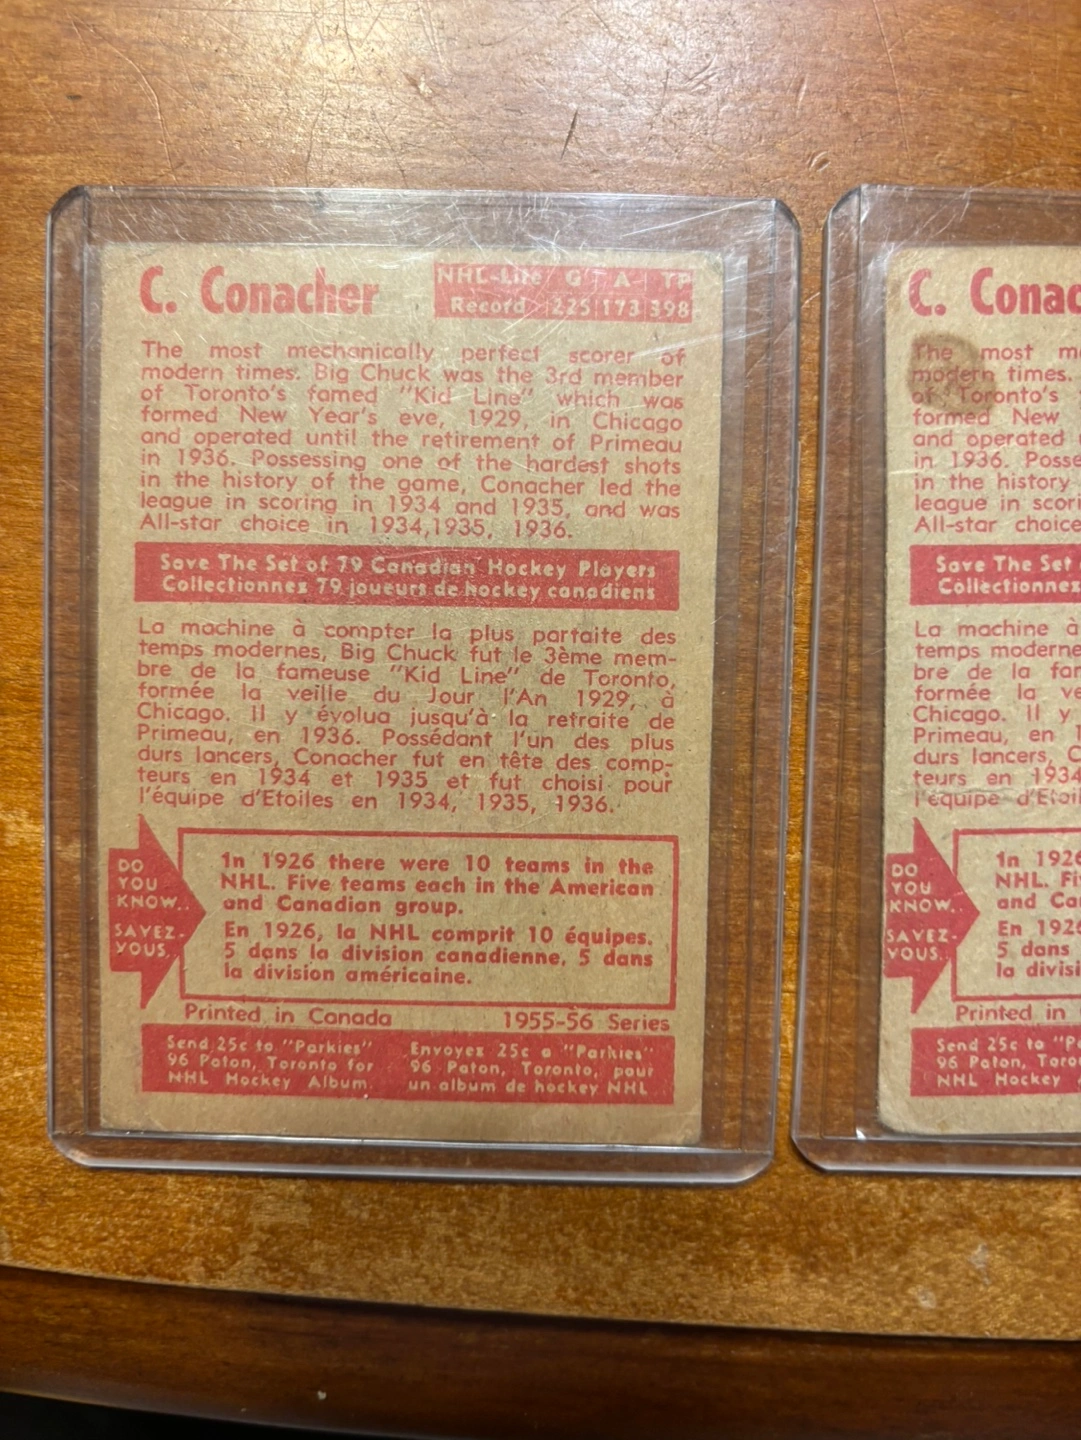 C. Conacher
NHL-Life G A TP
Record 225 173 398
The most mechanically perfect scorer of
modern times. Big Chuck was the 3rd member
of Toronto's famed "Kid Line" which was
formed New Year's eve, 1929, in Chicago
and operated until the retirement of Primeau
in 1936. Possessing one of the hardest shots
in the history of the game, Conacher led the
league in scoring in 1934 and 1935, and was
All-star choice in 1934,1935, 1936.
Save The Set of 79 Canadian Hockey Players
Collectionnez 79 joueurs de hockey canadiens
La machine à compter la plus parfaite des
temps modernes, Big Chuck fut le 3ème mem-
bre de la fameuse "Kid Line" de Toronto,
formée la veille du Jour l'An 1929, à
Chicago. Il y évolua jusqu'à la retraite de
Primeau, en 1936. Possédant l'un des plus
durs lancers, Conacher fut en tête des comp-
teurs en 1934 et 1935 et fut choisi pour
l'équipe d'Etoiles en 1934, 1935, 1936.
DO
YOU
KNOW..
SAVEZ-
VOUS.
In 1926 there were 10 teams in the
NHL. Five teams each in the American
and Canadian group.
En 1926, la NHL comprit 10 équipes.
5 dans la division canadienne, 5 dans
la division américaine.
Printed in Canada 1955-56 Series
Send 25c to "Parkies"
96 Paton, Toronto for
NHL Hockey Album.
Envoyez 25c a "Parkies"
96 Paton, Toronto, pour
un album de hockey NHL
C. Conac
The most m
modern times.
of Toronto's
formed New
and operated
in 1936. Posse
in the history
league in scori
All-star choice
Save The Set
Collectionnez
La machine à
temps moderne
bre de la fam
formée la ve
Chicago. Il y
Primeau, en 1
durs lancers, C
teurs en 1934
l'équipe d'Etoil
DO
YOU
KNOW..
SAVEZ-
VOUS.
In 1926
NHL. Fi
and Ca
En 1926
5 dans
la divisi
Printed in
Send 25c to "P
96 Paton, Toro
NHL Hockey